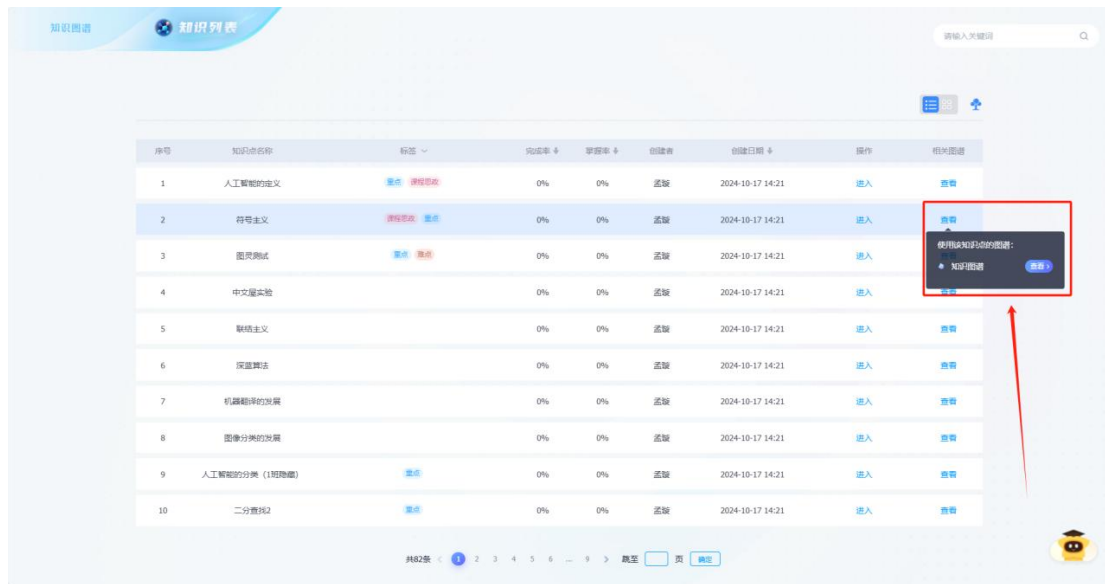 知识图谱 知识列表
请输入关键词
序号 知识点名称 标签 完成率 掌握率 创建者 创建日期 操作 相关图谱
1 人工智能的定义 重点 课程思政 0% 0% 孟璇 2024-10-17 14:21 进入 查看
2 符号主义 课程思政 重点 0% 0% 孟璇 2024-10-17 14:21 进入 查看
使用该知识点的图谱：
3 图灵测试 重点 难点 0% 0% 孟璇 2024-10-17 14:21 进入
知识图谱 查看
4 中文屋实验 0% 0% 孟璇 2024-10-17 14:21 进入 查看
5 联结主义 0% 0% 孟璇 2024-10-17 14:21 进入 查看
6 深蓝算法 0% 0% 孟璇 2024-10-17 14:21 进入 查看
7 机器翻译的发展 0% 0% 孟璇 2024-10-17 14:21 进入 查看
8 图像分类的发展 0% 0% 孟璇 2024-10-17 14:21 进入 查看
9 人工智能的分类（1班隐藏） 重点 0% 0% 孟璇 2024-10-17 14:21 进入 查看
10 二分查找2 重点 0% 0% 孟璇 2024-10-17 14:21 进入 查看
共82条 1 2 3 4 5 6 ... 9 跳至 页 确定